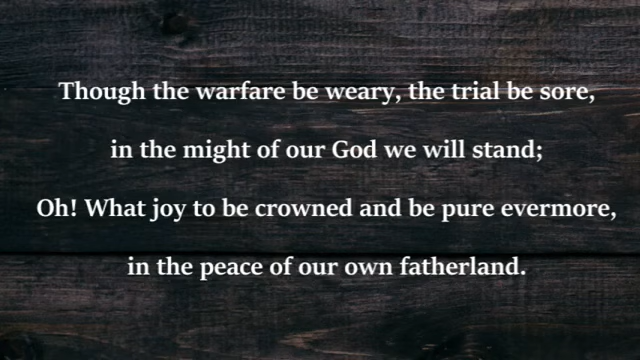 Though the warfare be weary, the trial be sore,
in the might of our God we will stand;
Oh! What joy to be crowned and be pure evermore,
in the peace of our own fatherland.